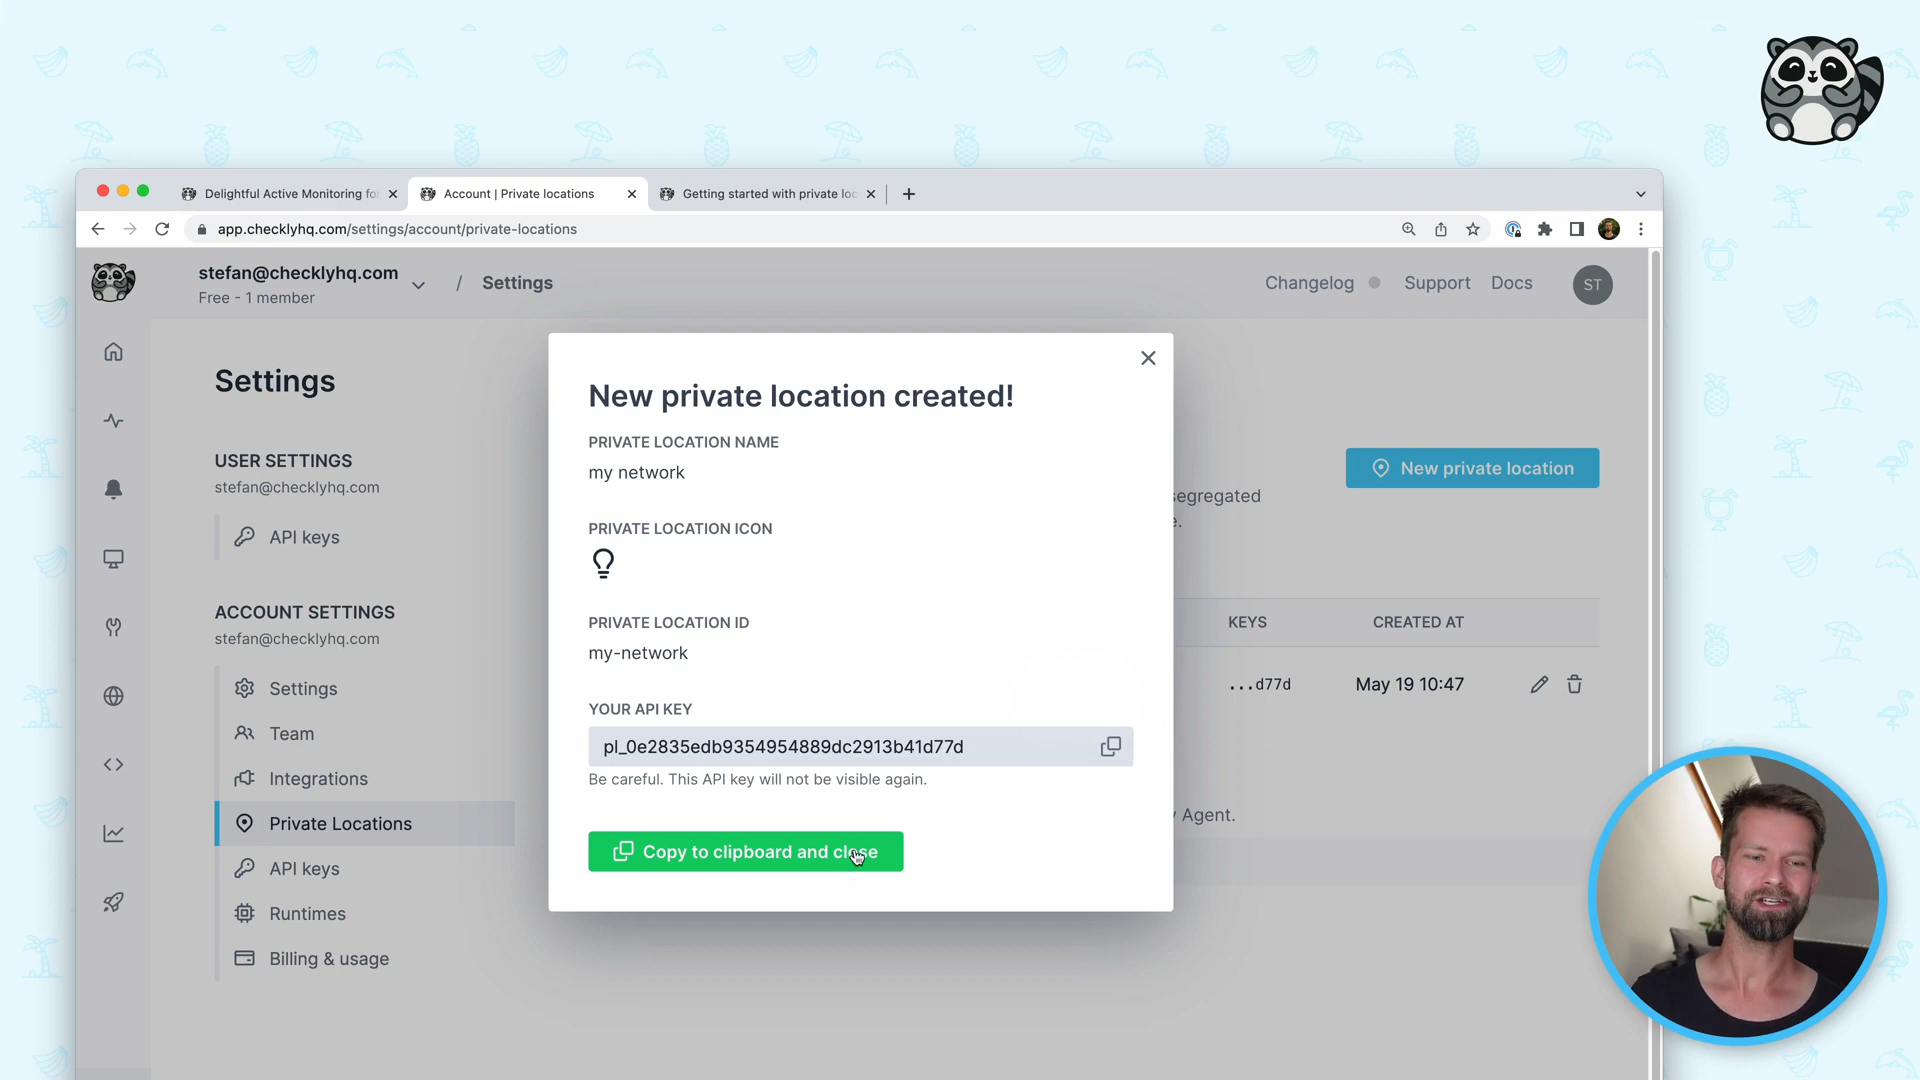 Delightful Active Monitoring fo
Account | Private locations
Getting started with private loc
app.checklyhq.com/settings/account/private-locations
stefan@checklyhq.com
Free - 1 member
/ Settings
Changelog
Support
Docs
ST
Settings
USER SETTINGS
stefan@checklyhq.com
API keys
ACCOUNT SETTINGS
stefan@checklyhq.com
Settings
Team
Integrations
Private Locations
API keys
Runtimes
Billing & usage
New private location created!
PRIVATE LOCATION NAME
my network
PRIVATE LOCATION ICON
PRIVATE LOCATION ID
my-network
YOUR API KEY
pl_0e2835edb9354954889dc2913b41d77d
Be careful. This API key will not be visible again.
Copy to clipboard and close
New private location
segregated
e.
KEYS
CREATED AT
...d77d
May 19 10:47
Agent.